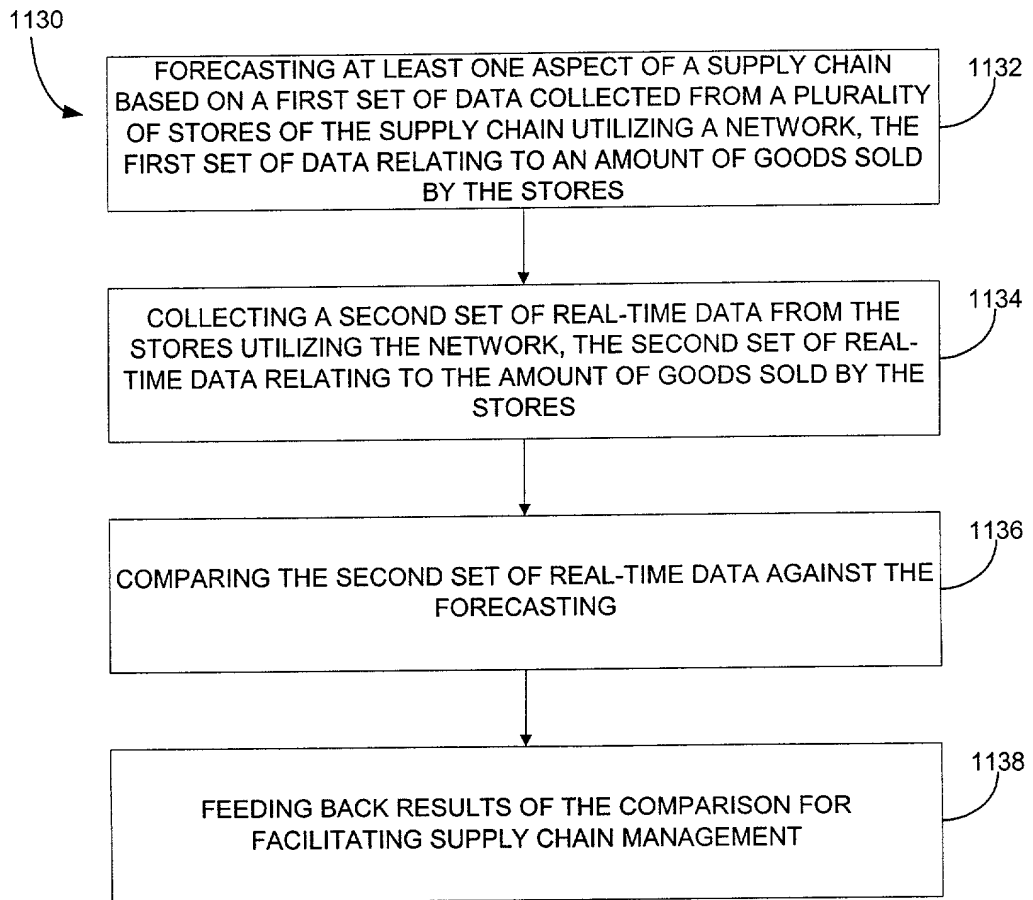 1130
FORECASTING AT LEAST ONE ASPECT OF A SUPPLY CHAIN
BASED ON A FIRST SET OF DATA COLLECTED FROM A PLURALITY
OF STORES OF THE SUPPLY CHAIN UTILIZING A NETWORK, THE
FIRST SET OF DATA RELATING TO AN AMOUNT OF GOODS SOLD
BY THE STORES
1132
COLLECTING A SECOND SET OF REAL-TIME DATA FROM THE
STORES UTILIZING THE NETWORK, THE SECOND SET OF REAL-
TIME DATA RELATING TO THE AMOUNT OF GOODS SOLD BY THE
STORES
1134
COMPARING THE SECOND SET OF REAL-TIME DATA AGAINST THE
FORECASTING
1136
FEEDING BACK RESULTS OF THE COMPARISON FOR
FACILITATING SUPPLY CHAIN MANAGEMENT
1138